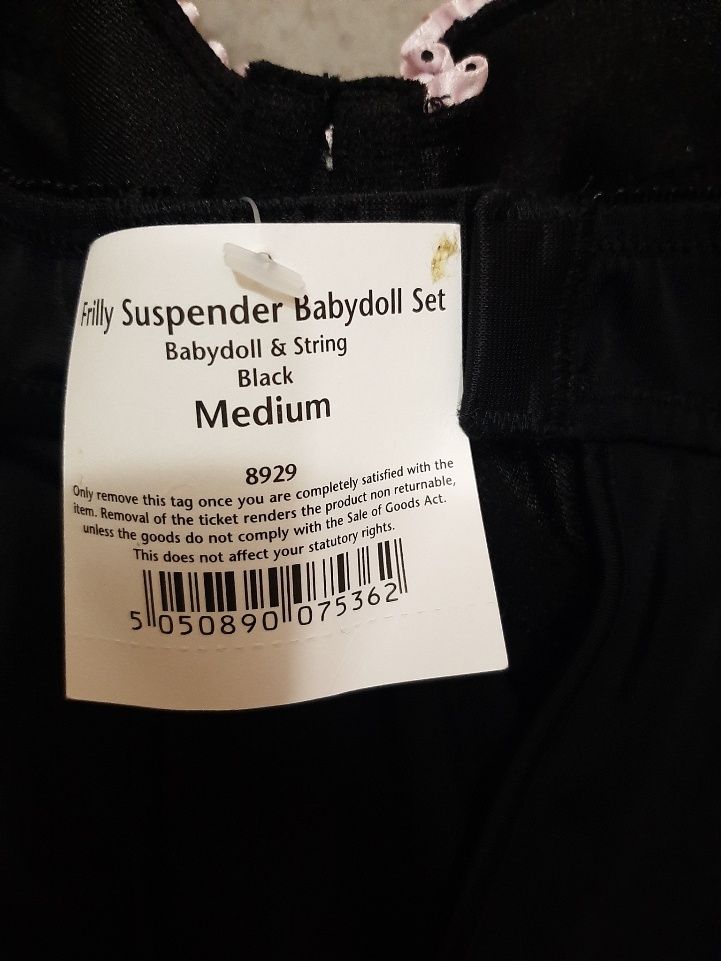 Frilly Suspender Babydoll Set
Babydoll & String
Black
Medium
8929
Only remove this tag once you are completely satisfied with the
item. Removal of the ticket renders the product non returnable,
unless the goods do not comply with the Sale of Goods Act.
This does not affect your statutory rights.
5 050890 075362